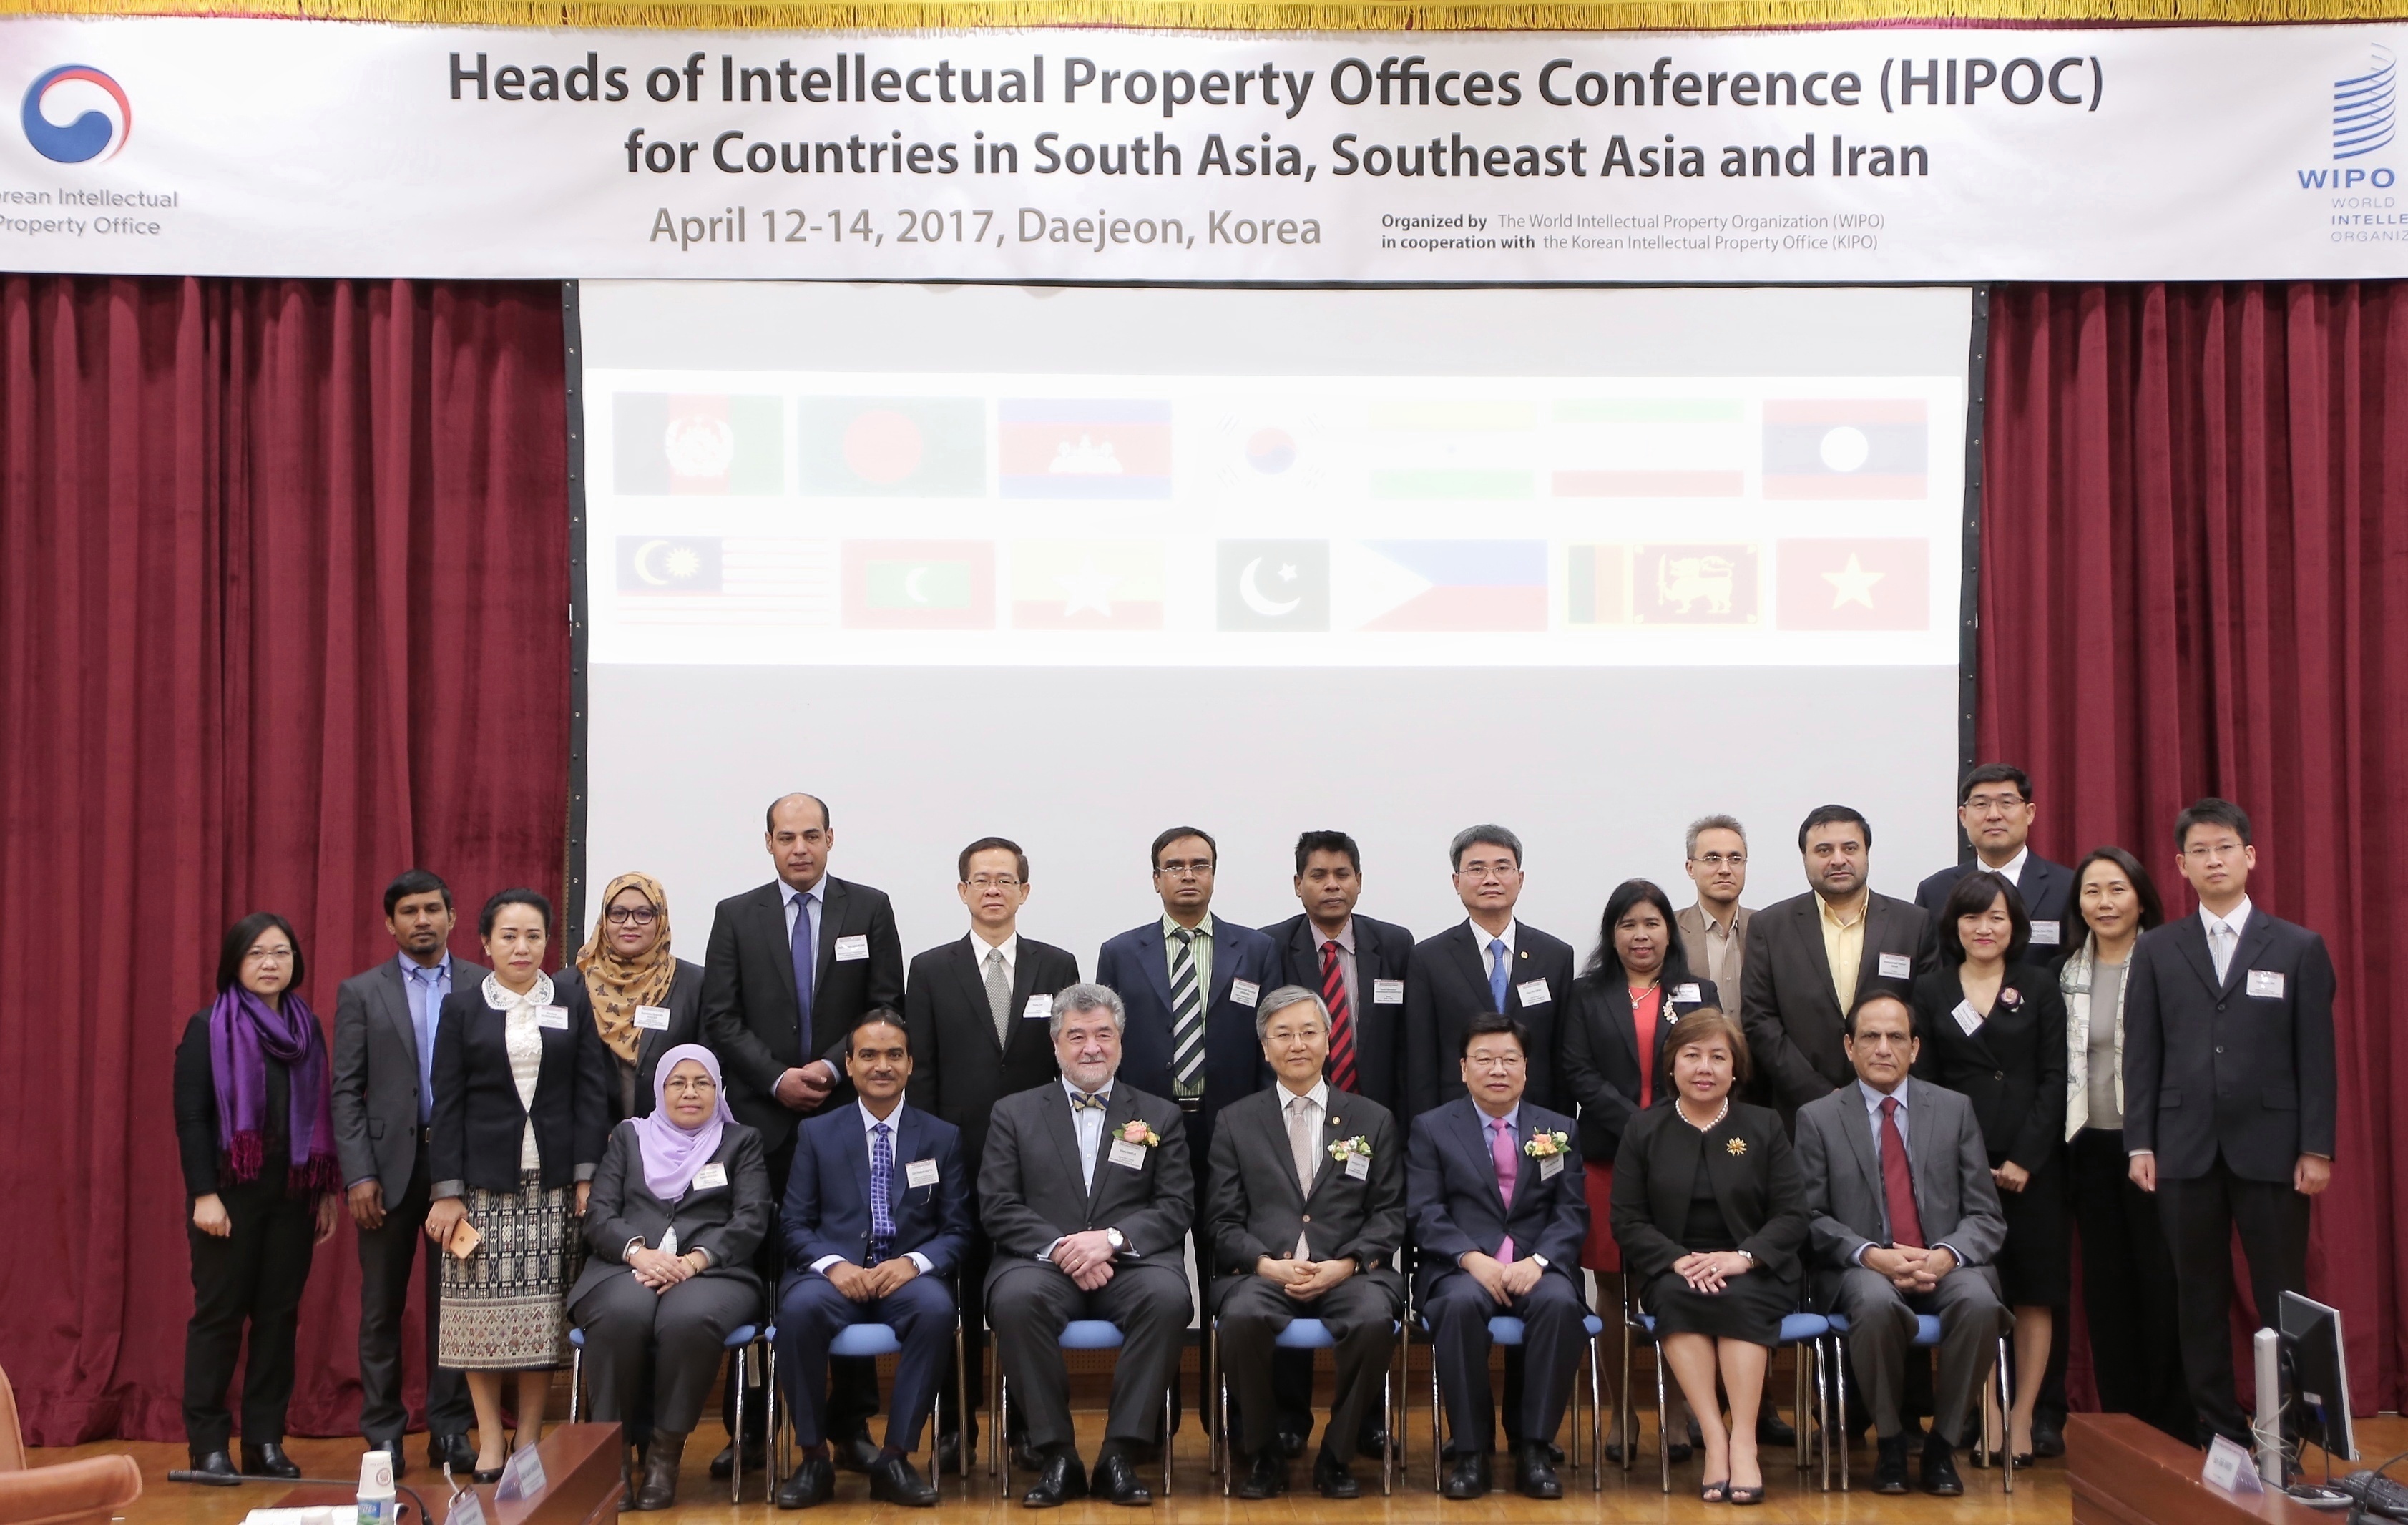 Heads of Intellectual Property Offices Conference (HIPOC)
for Countries in South Asia, Southeast Asia and Iran
April 12-14, 2017, Daejeon, Korea
Organized by The World Intellectual Property Organization (WIPO)
in cooperation with the Korean Intellectual Property Office (KIPO)
rean Intellectual
Property Office
WIPO
WORLD
INTELLE
ORGANIZ